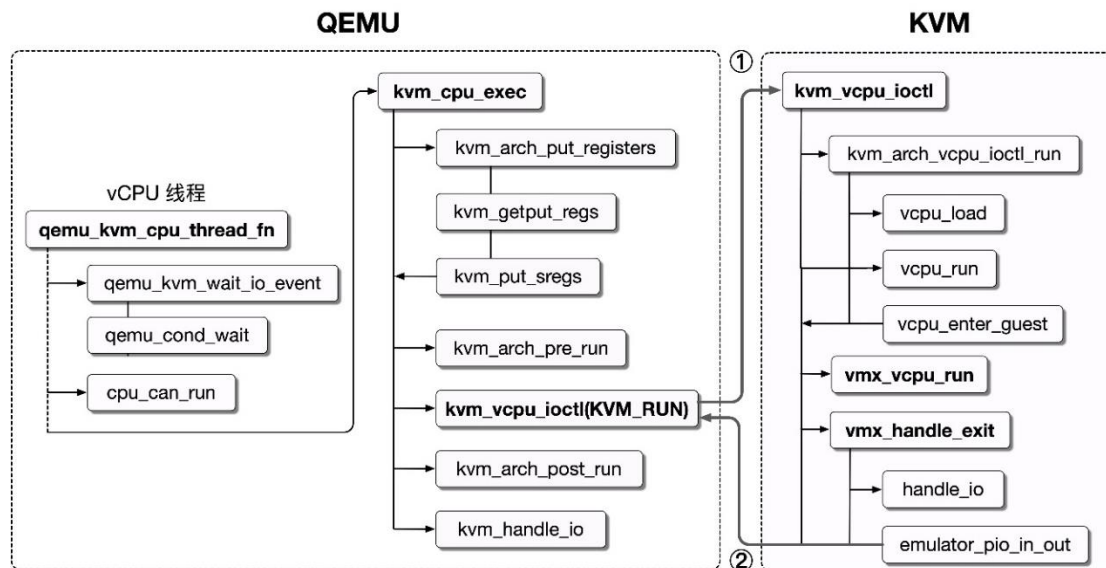 QEMU
KVM
①
kvm_cpu_exec
kvm_vcpu_ioctl
kvm_arch_put_registers
kvm_arch_vcpu_ioctl_run
vCPU 线程
kvm_getput_regs
vcpu_load
qemu_kvm_cpu_thread_fn
kvm_put_sregs
vcpu_run
qemu_kvm_wait_io_event
vcpu_enter_guest
qemu_cond_wait
kvm_arch_pre_run
vmx_vcpu_run
cpu_can_run
kvm_vcpu_ioctl(KVM_RUN)
vmx_handle_exit
kvm_arch_post_run
handle_io
kvm_handle_io
emulator_pio_in_out
②